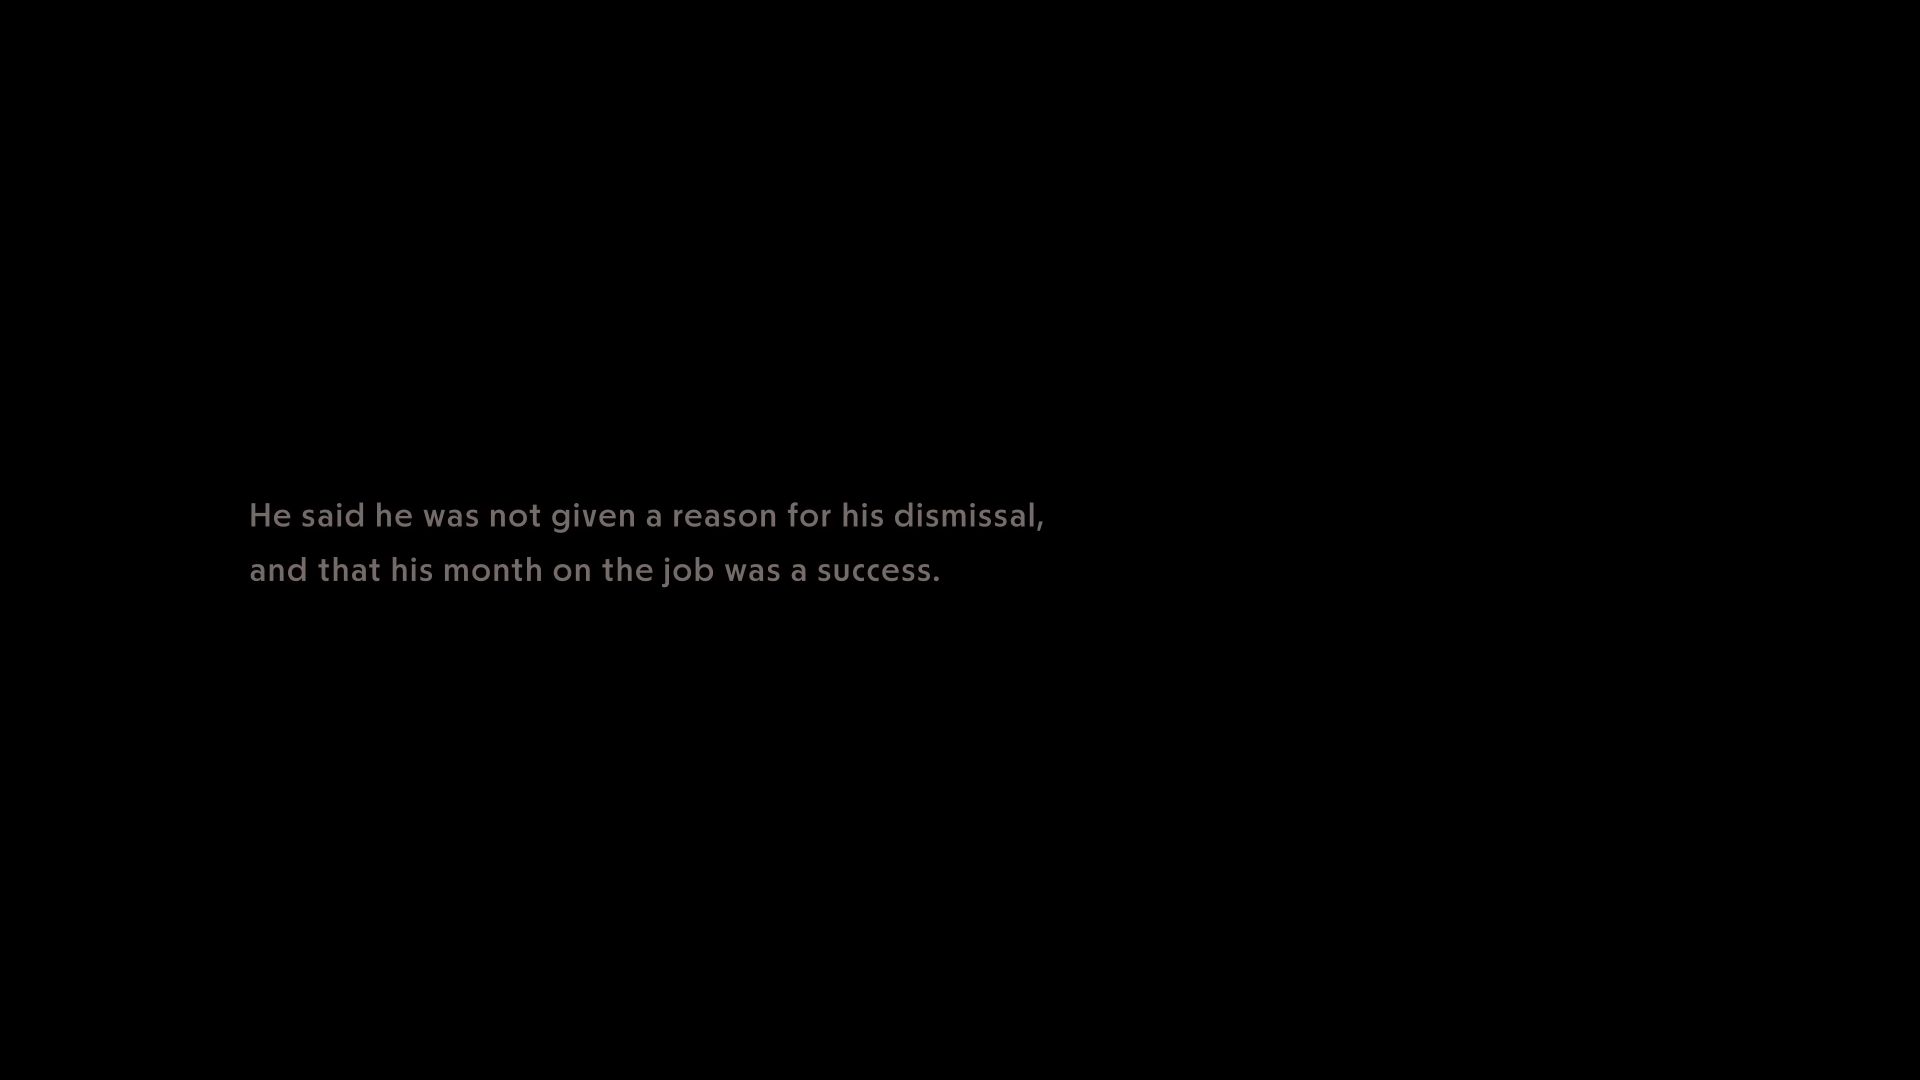 He said he was not given a reason for his dismissal,
and that his month on the job was a success.